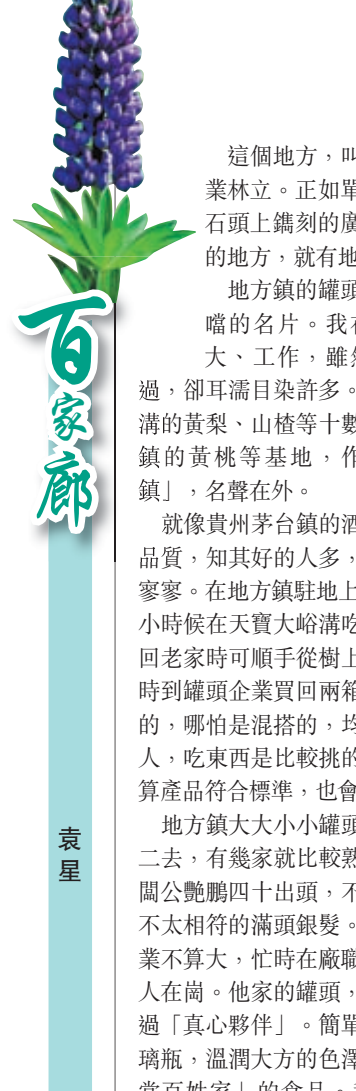 百家廊
袁星
這個地方，叫
業林立。正如單
石頭上鐫刻的廣
的地方，就有地
地方鎮的罐頭
噹的名片。我在
大、工作，雖然
過，卻耳濡目染許多。
溝的黃梨、山楂等十數
鎮的黃桃等基地，作
鎮」，名聲在外。
就像貴州茅台鎮的酒
品質，知其好的人多，
寥寥。在地方鎮駐地上
小時候在天寶大峪溝吃
回老家時可順手從樹上
時到罐頭企業買回兩箱
的，哪怕是混搭的，均
人，吃東西是比較挑的
算產品符合標準，也會
地方鎮大大小小罐頭
二去，有幾家就比較熟
闆公艷鵬四十出頭，不
不太相符的滿頭銀髮。
業不算大，忙時在廠職
人在崗。他家的罐頭，
過「真心夥伴」。簡單
璃瓶，溫潤大方的色澤
常百姓家」的食品。